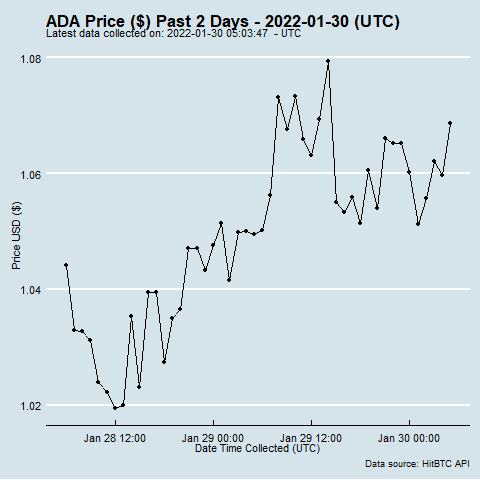 ADA Price ($) Past 2 Days - 2022-01-30 (UTC)
Latest data collected on: 2022-01-30 05:03:47  - UTC
1.08
1.06
1.04
1.02
Price USD ($)
Jan 28 12:00
Jan 29 00:00
Jan 29 12:00
Jan 30 00:00
Date Time Collected (UTC)
Data source: HitBTC API